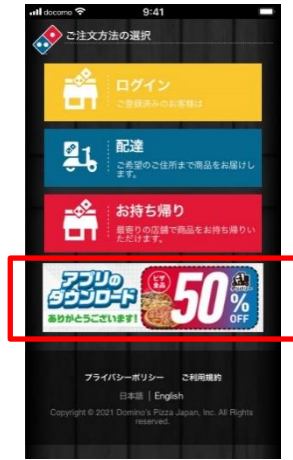 docomo 9:41
ご注文方法の選択
ログイン
ご登録済みのお客様は
配達
ご希望のご住所まで商品をお届けし
ます。
お持ち帰り
最寄りの店舗で商品をお持ち帰りい
ただけます。
アプリの
ダウンロード
ありがとうございます!
ピザ
全品
50%
OFF
プライバシーポリシー ご利用規約
日本語 | English
Copyright © 2021 Domino's Pizza Japan, Inc. All Rights
reserved.